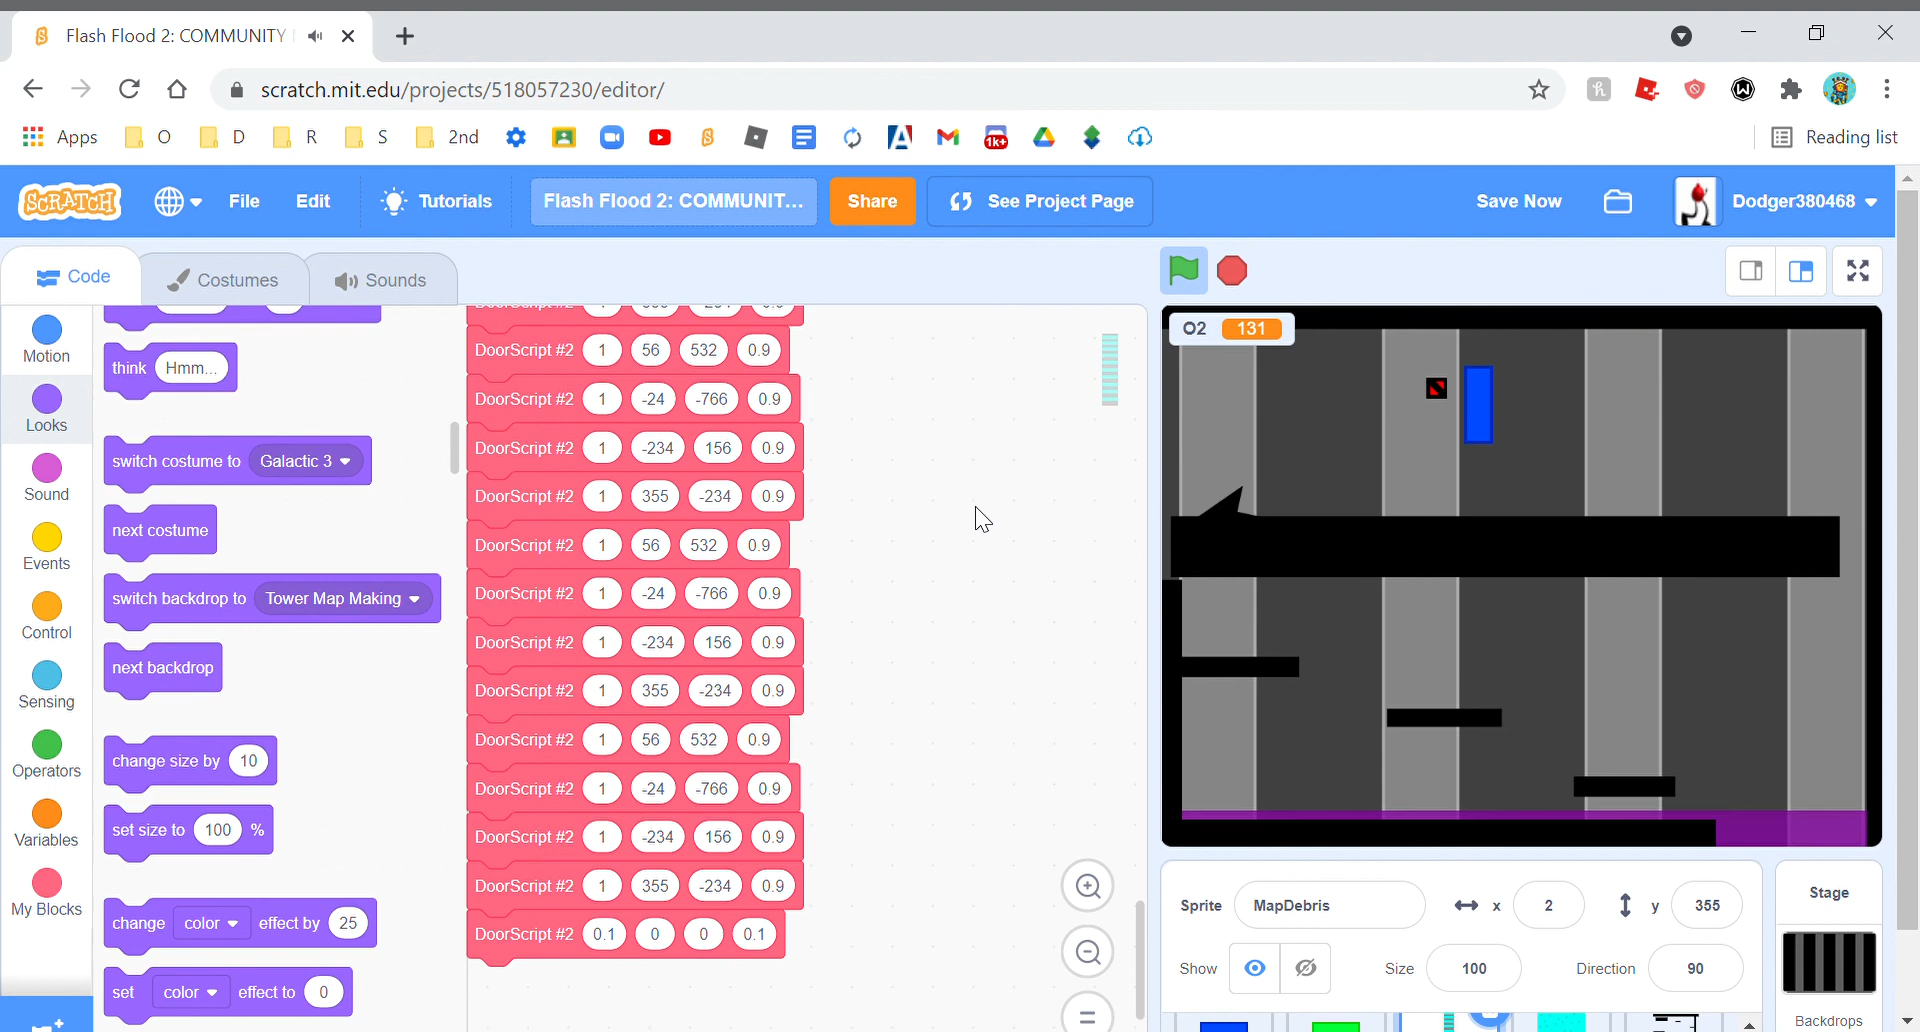 Flash Flood 2: COMMUNITY
scratch.mit.edu/projects/518057230/editor/
Apps O D R S 2nd 1k+ Reading list
SCRATCH File Edit Tutorials Flash Flood 2: COMMUNIT... Share See Project Page Save Now Dodger380468
Code Costumes Sounds
Motion
Looks
Sound
Events
Control
Sensing
Operators
Variables
My Blocks
think Hmm...
switch costume to Galactic 3
next costume
switch backdrop to Tower Map Making
next backdrop
change size by 10
set size to 100 %
change color effect by 25
set color effect to 0
DoorScript #2 1 56 532 0.9
DoorScript #2 1 -24 -766 0.9
DoorScript #2 1 -234 156 0.9
DoorScript #2 1 355 -234 0.9
DoorScript #2 1 56 532 0.9
DoorScript #2 1 -24 -766 0.9
DoorScript #2 1 -234 156 0.9
DoorScript #2 1 355 -234 0.9
DoorScript #2 1 56 532 0.9
DoorScript #2 1 -24 -766 0.9
DoorScript #2 1 -234 156 0.9
DoorScript #2 1 355 -234 0.9
DoorScript #2 0.1 0 0 0.1
O2 131
Sprite MapDebris x 2 y 355
Show Size 100 Direction 90
Stage
Backdrops